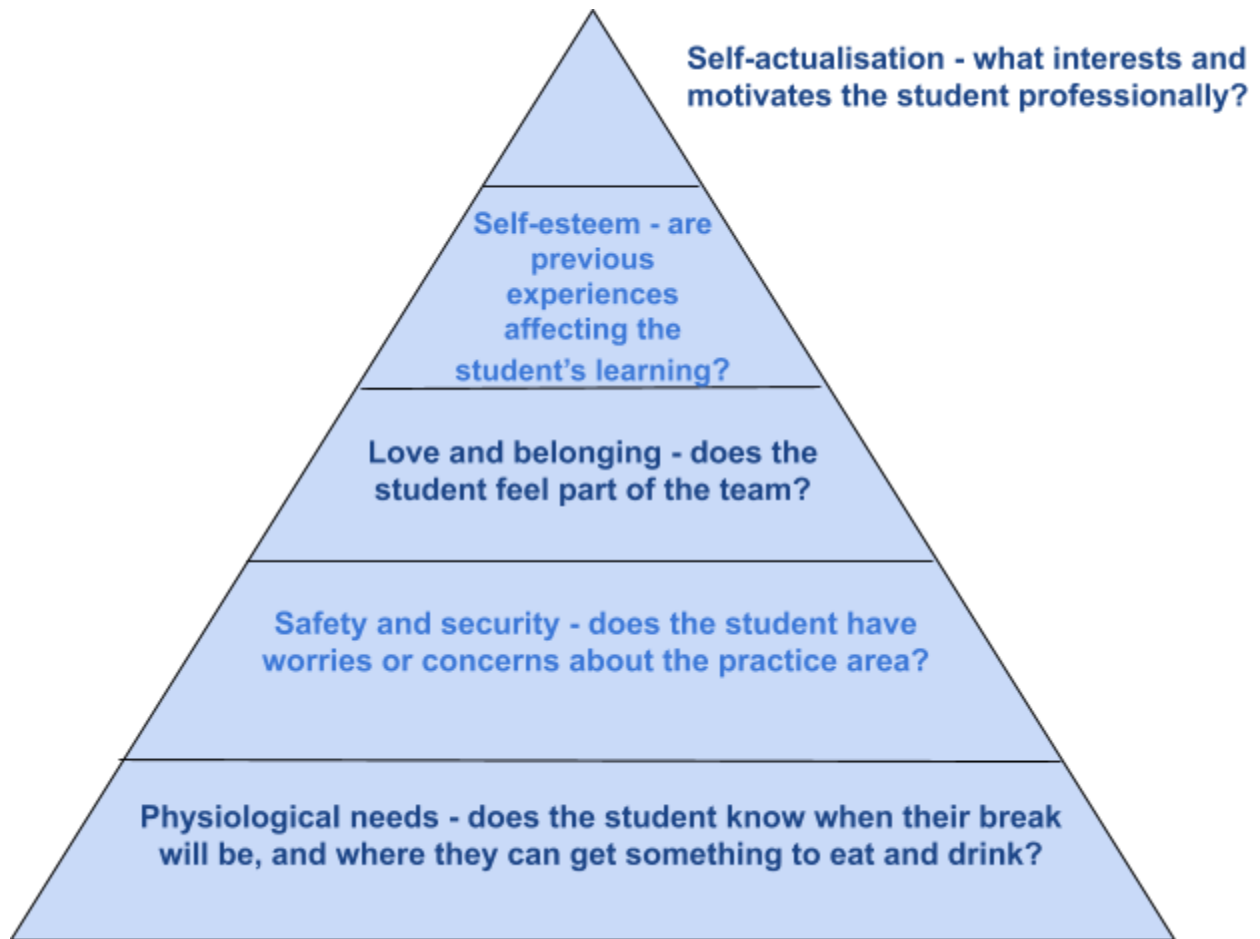 Self-actualisation - what interests and
motivates the student professionally?
Self-esteem - are
previous
experiences
affecting the
student’s learning?
Love and belonging - does the
student feel part of the team?
Safety and security - does the student have
worries or concerns about the practice area?
Physiological needs - does the student know when their break
will be, and where they can get something to eat and drink?